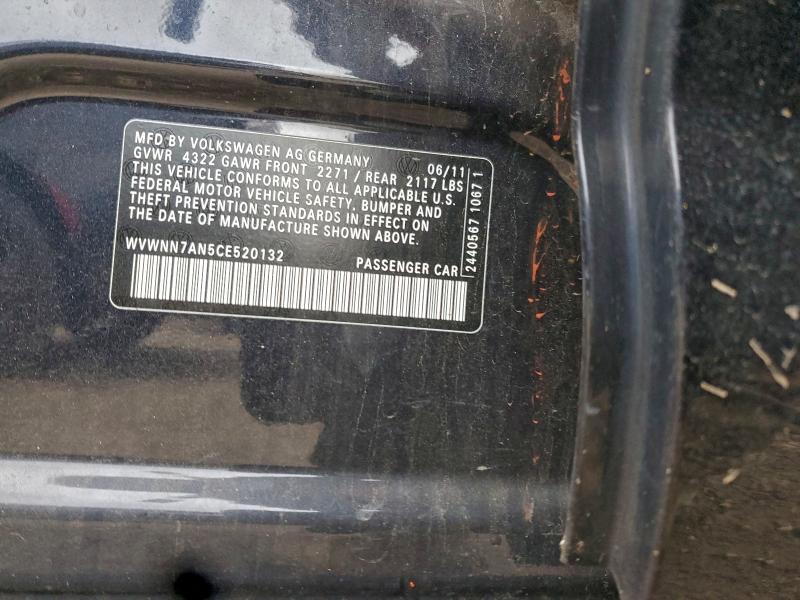 MFD BY VOLKSWAGEN AG GERMANY 06/11
GVWR 4322 GAWR FRONT 2271 / REAR 2117 LBS
THIS VEHICLE CONFORMS TO ALL APPLICABLE U.S.
FEDERAL MOTOR VEHICLE SAFETY, BUMPER AND
THEFT PREVENTION STANDARDS IN EFFECT ON
THE DATE OF MANUFACTURE SHOWN ABOVE.
WVWNN7AN5CE520132 PASSENGER CAR
2440567 1067 1